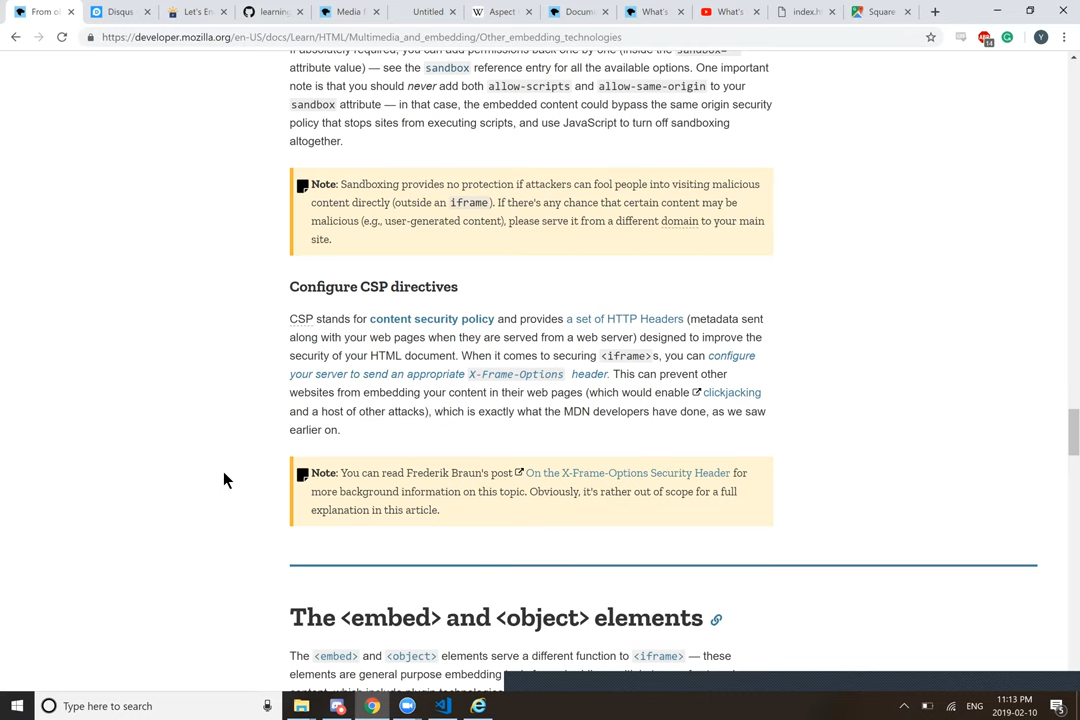 From o
Disqus
Let's En
learning
Media
Untitled
Aspect
Docum
What's
What's
index.h
Square
https://developer.mozilla.org/en-US/docs/Learn/HTML/Multimedia_and_embedding/Other_embedding_technologies
14
Y
If absolutely required, you can add permissions back one by one (inside the sandbox=""
attribute value) — see the sandbox reference entry for all the available options. One important
note is that you should never add both allow-scripts and allow-same-origin to your
sandbox attribute — in that case, the embedded content could bypass the same origin security
policy that stops sites from executing scripts, and use JavaScript to turn off sandboxing
altogether.
Note: Sandboxing provides no protection if attackers can fool people into visiting malicious
content directly (outside an iframe). If there's any chance that certain content may be
malicious (e.g., user-generated content), please serve it from a different domain to your main
site.
Configure CSP directives
CSP stands for content security policy and provides a set of HTTP Headers (metadata sent
along with your web pages when they are served from a web server) designed to improve the
security of your HTML document. When it comes to securing <iframe>s, you can configure
your server to send an appropriate X-Frame-Options header. This can prevent other
websites from embedding your content in their web pages (which would enable clickjacking
and a host of other attacks), which is exactly what the MDN developers have done, as we saw
earlier on.
Note: You can read Frederik Braun's post On the X-Frame-Options Security Header for
more background information on this topic. Obviously, it's rather out of scope for a full
explanation in this article.
The <embed> and <object> elements
The <embed> and <object> elements serve a different function to <iframe> — these
elements are general purpose embedding
Type here to search
ENG
11:13 PM
2019-02-10
5